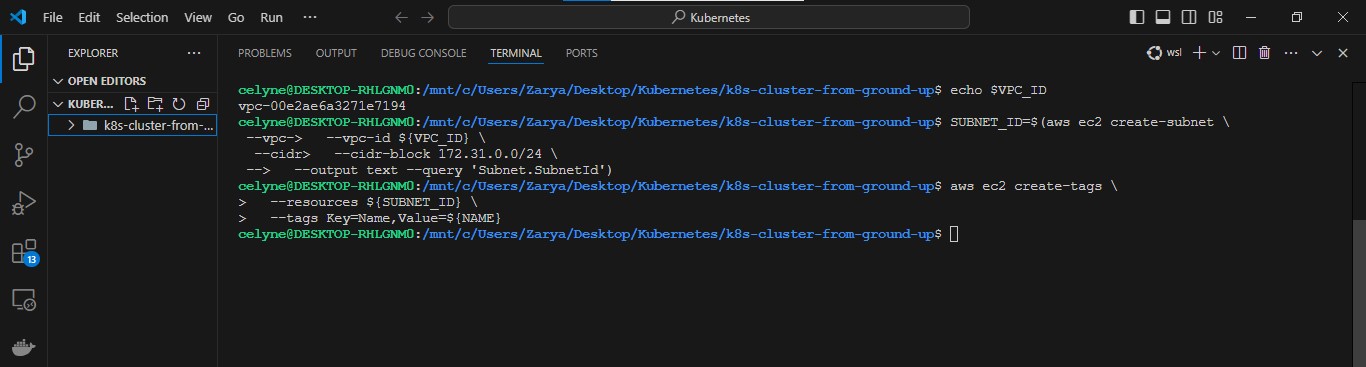 File Edit Selection View Go Run ···
Kubernetes
EXPLORER ···
PROBLEMS OUTPUT DEBUG CONSOLE TERMINAL PORTS
wsl
OPEN EDITORS
KUBER...
k8s-cluster-from-...
13
celyne@DESKTOP-RHLGNM0:/mnt/c/Users/Zarya/Desktop/Kubernetes/k8s-cluster-from-ground-up$ echo $VPC_ID
vpc-00e2ae6a3271e7194
celyne@DESKTOP-RHLGNM0:/mnt/c/Users/Zarya/Desktop/Kubernetes/k8s-cluster-from-ground-up$ SUBNET_ID=$(aws ec2 create-subnet \
--vpc-> --vpc-id ${VPC_ID} \
--cidr> --cidr-block 172.31.0.0/24 \
--> --output text --query 'Subnet.SubnetId')
celyne@DESKTOP-RHLGNM0:/mnt/c/Users/Zarya/Desktop/Kubernetes/k8s-cluster-from-ground-up$ aws ec2 create-tags \
> --resources ${SUBNET_ID} \
> --tags Key=Name,Value=${NAME}
celyne@DESKTOP-RHLGNM0:/mnt/c/Users/Zarya/Desktop/Kubernetes/k8s-cluster-from-ground-up$